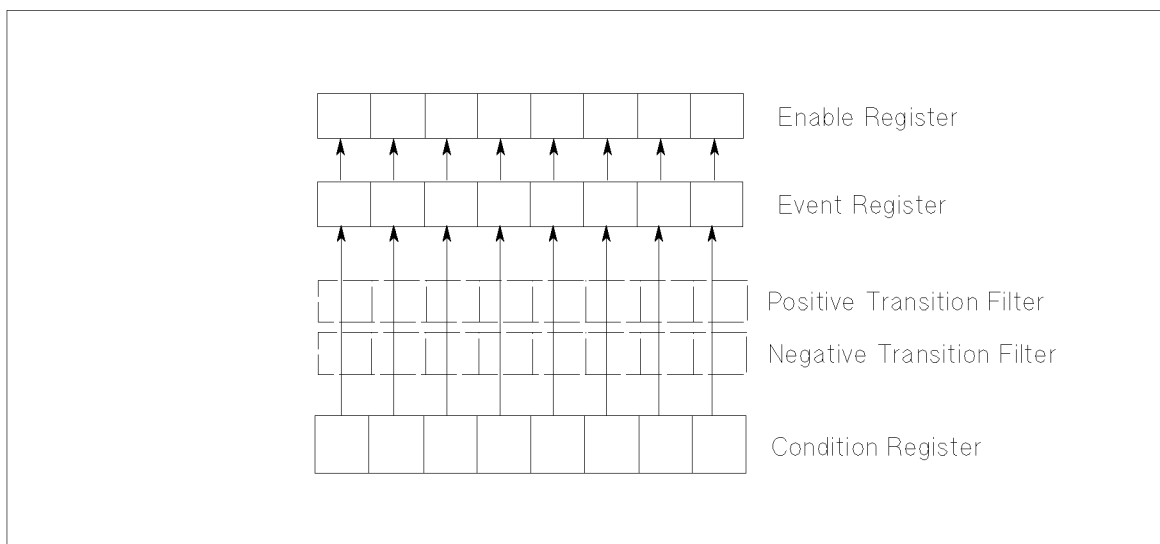 Enable Register
Event Register
Positive Transition Filter
Negative Transition Filter
Condition Register